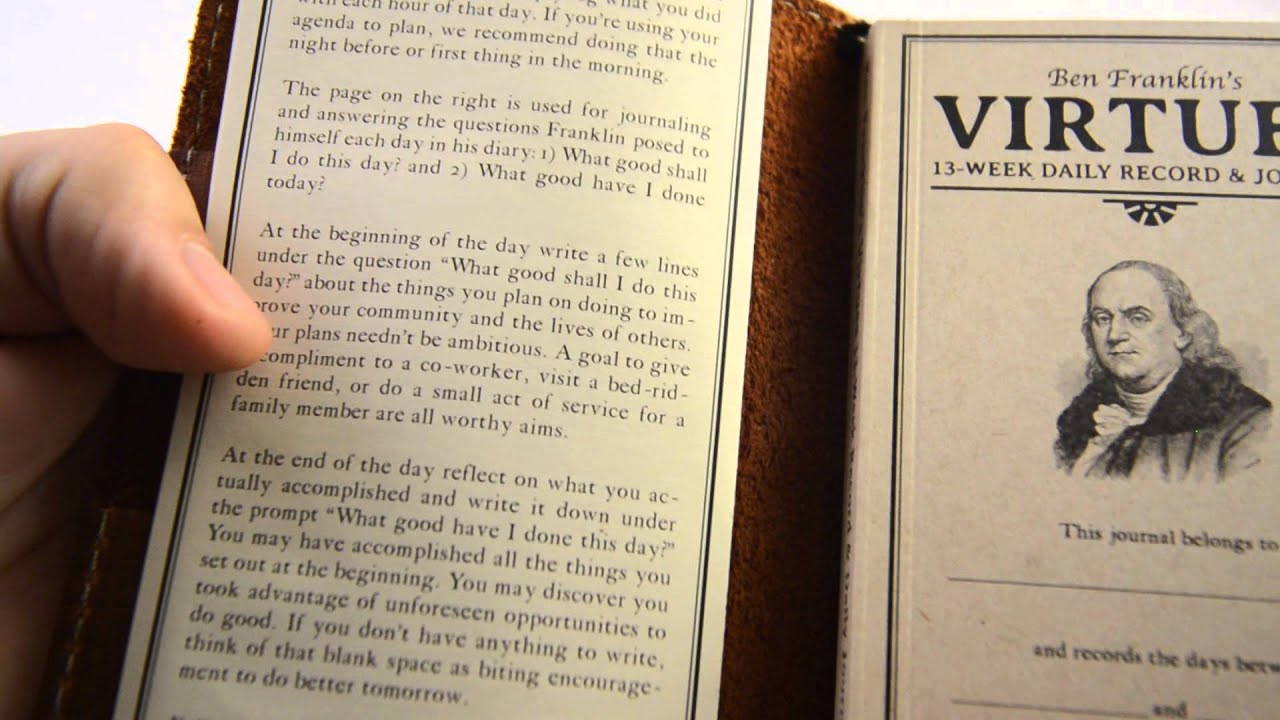 what you did
with each hour of that day. If you're using your
agenda to plan, we recommend doing that the
night before or first thing in the morning.
The page on the right is used for journaling
and answering the questions Franklin posed to
himself each day in his diary: 1) What good shall
I do this day? and 2) What good have I done
today?
At the beginning of the day write a few lines
under the question “What good shall I do this
day?” about the things you plan on doing to im-
rove your community and the lives of others.
ur plans needn't be ambitious. A goal to give
compliment to a co-worker, visit a bed-rid-
den friend, or do a small act of service for a
family member are all worthy aims.
At the end of the day reflect on what you ac-
tually accomplished and write it down under
the prompt “What good have I done this day?”
You may have accomplished all the things you
set out at the beginning. You may discover you
took advantage of unforeseen opportunities to
do good. If you don't have anything to write,
think of that blank space as biting encourage-
ment to do better tomorrow.
Ben Franklin's
VIRTUE
13-WEEK DAILY RECORD & JO
This journal belongs to
and records the days betw
and